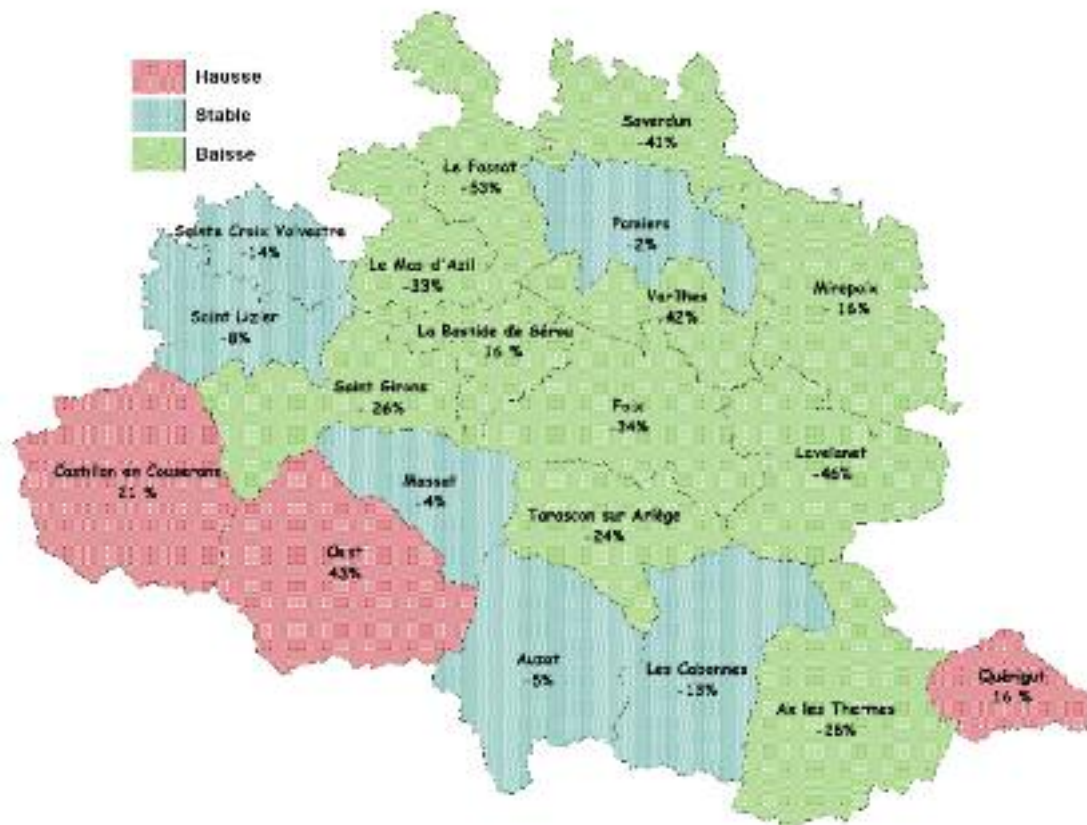 Hausse
Stable
Baisse
Saverdun
-41%
Le Fossat
-53%
Pamiers
-2%
Sainte Croix Volvestre
-14%
Le Mas d'Azil
-33%
Mirepoix
-16%
Varilhes
42%
Saint Lizier
-8%
La Bastide de Sérou
16 %
Saint Girons
-26%
Foix
-34%
Lavelanet
-46%
Castillon en Couserans
21 %
Massat
-4%
Tarascon sur Ariège
-24%
Oust
43%
Auzat
-5%
Les Cabannes
Quérigut
16 %
Ax les Thermes